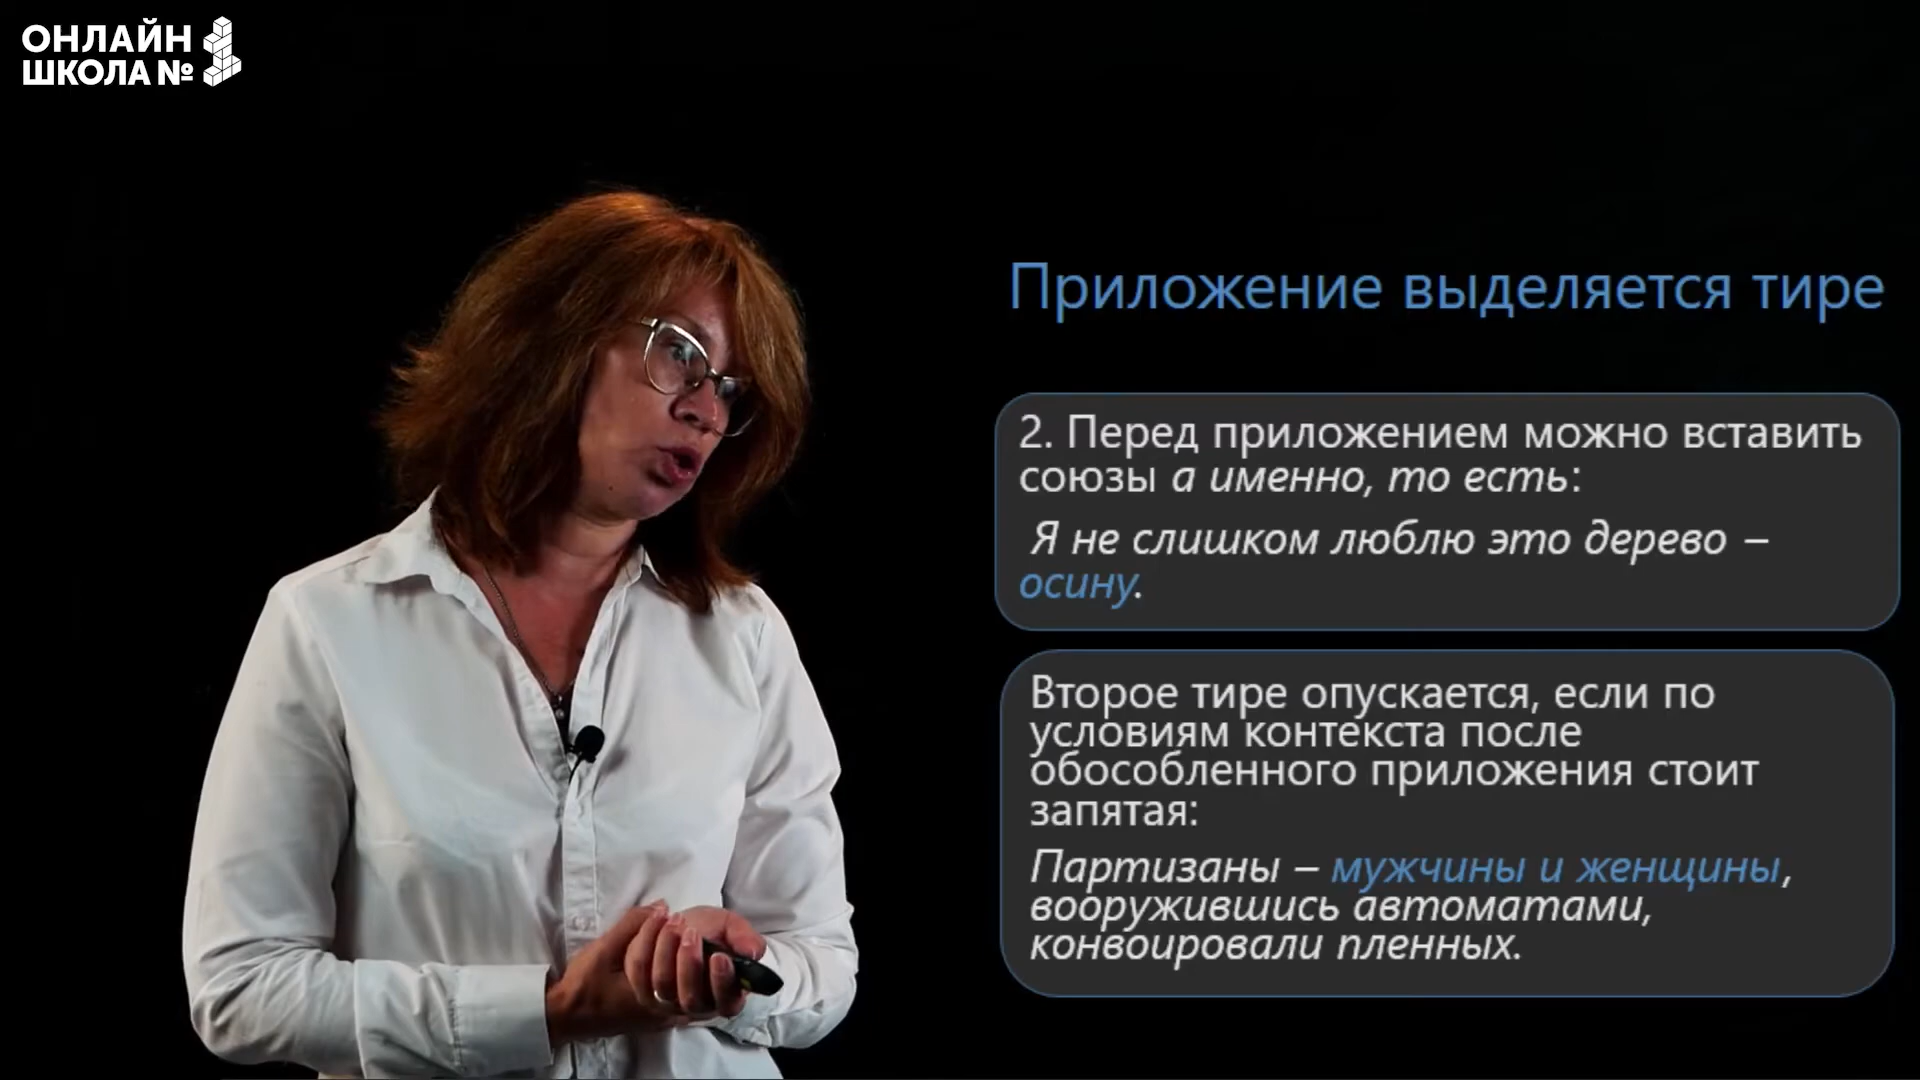 ОНЛАЙН
ШКОЛА №
Приложение выделяется тире
2. Перед приложением можно вставить
союзы а именно, то есть:
Я не слишком люблю это дерево –
осину.
Второе тире опускается, если по
условиям контекста после
обособленного приложения стоит
запятая:
Партизаны – мужчины и женщины,
вооружившись автоматами,
конвоировали пленных.